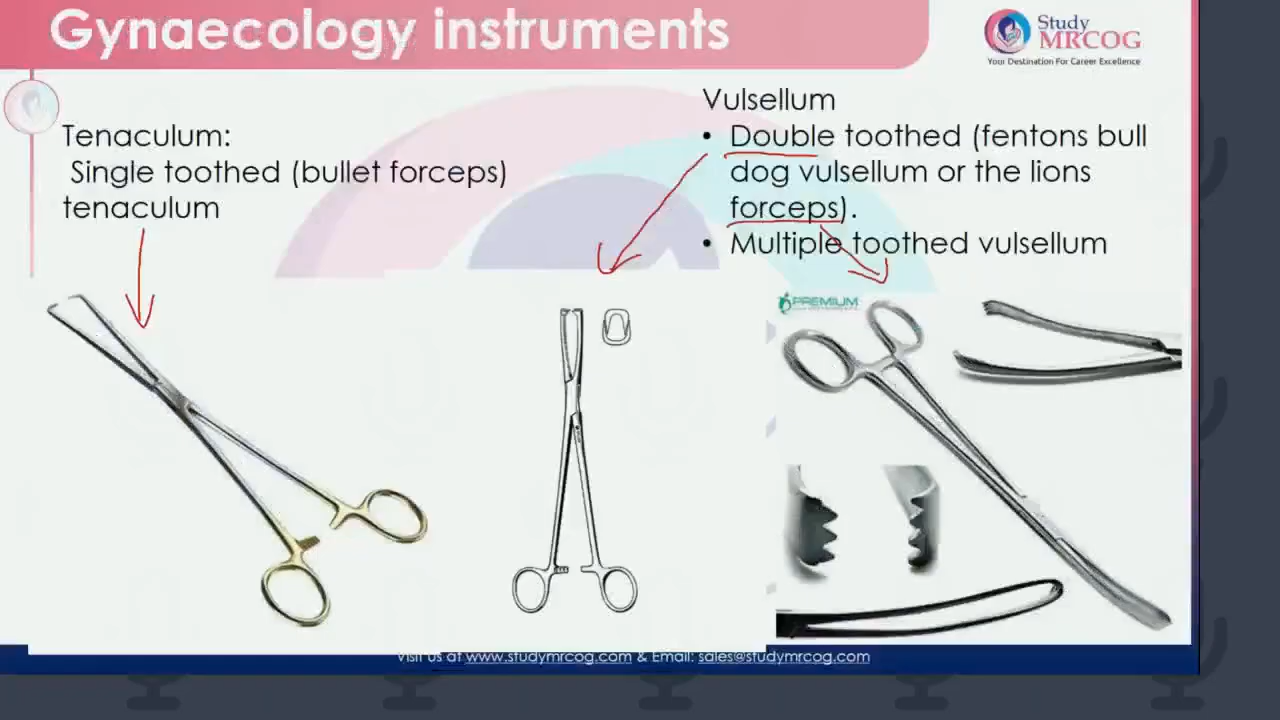 Gynaecology instruments
Study
MRCOG
Your Destination For Career Excellence
Tenaculum:
Single toothed (bullet forceps)
tenaculum
Vulsellum
• Double toothed (fentons bull
dog vulsellum or the lions
forceps).
• Multiple toothed vulsellum
PREMIUM
Visit us at www.studymrcog.com & Email: sales@studymrcog.com